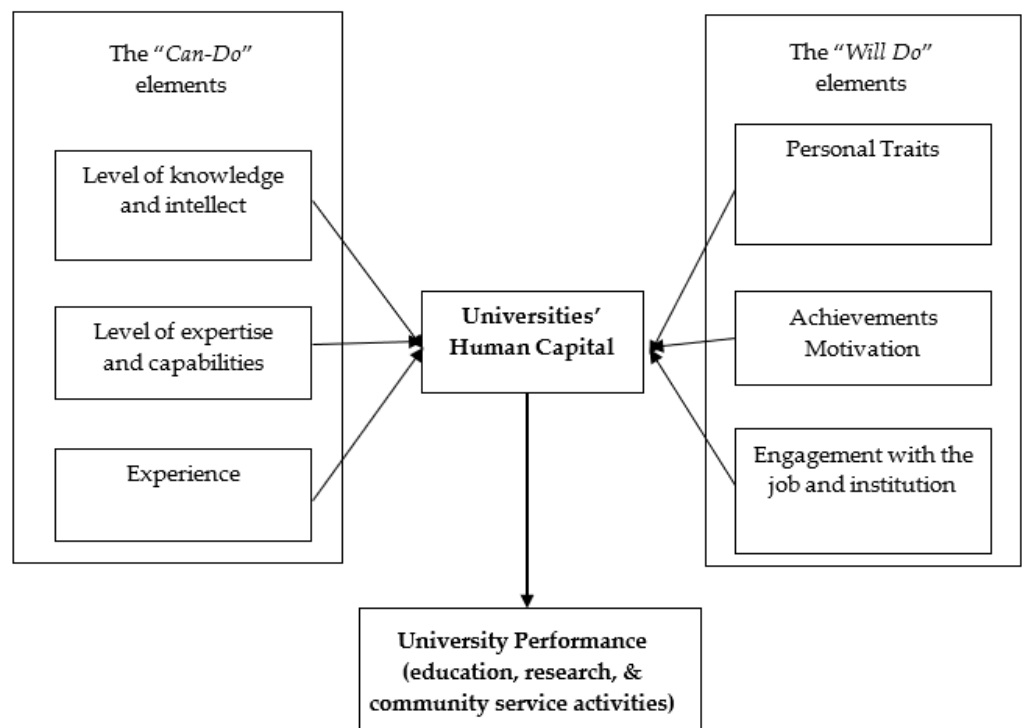 The “Can-Do”
elements
Level of knowledge
and intellect
Level of expertise
and capabilities
Experience
Universities’
Human Capital
The “Will Do”
elements
Personal Traits
Achievements
Motivation
Engagement with the
job and institution
University Performance
(education, research, &
community service activities)